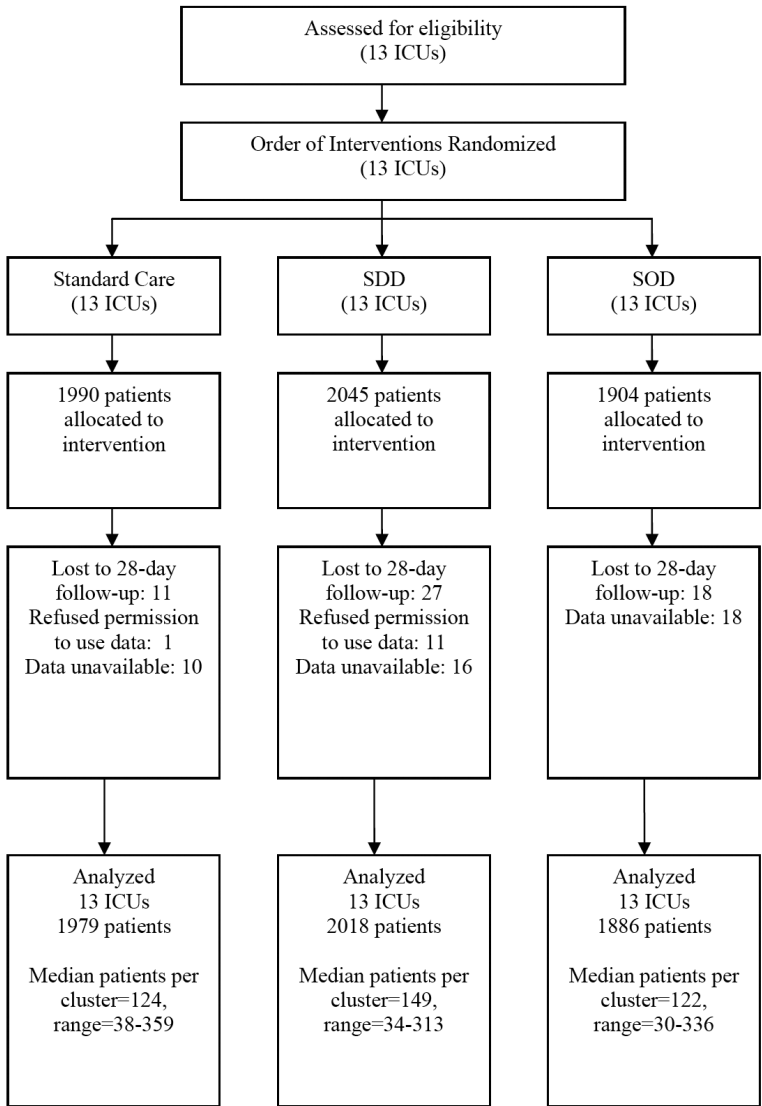 Assessed for eligibility
(13 ICUs)
Order of Interventions Randomized
(13 ICUs)
Standard Care
(13 ICUs)
SDD
(13 ICUs)
SOD
(13 ICUs)
1990 patients
allocated to
intervention
2045 patients
allocated to
intervention
1904 patients
allocated to
intervention
Lost to 28-day
follow-up: 11
Refused permission
to use data:  1
Data unavailable: 10
Lost to 28-day
follow-up: 27
Refused permission
to use data: 11
Data unavailable: 16
Lost to 28-day
follow-up: 18
Data unavailable: 18
Analyzed
13 ICUs
1979 patients
Median patients per
cluster=124,
range=38-359
Analyzed
13 ICUs
2018 patients
Median patients per
cluster=149,
range=34-313
Analyzed
13 ICUs
1886 patients
Median patients per
cluster=122,
range=30-336